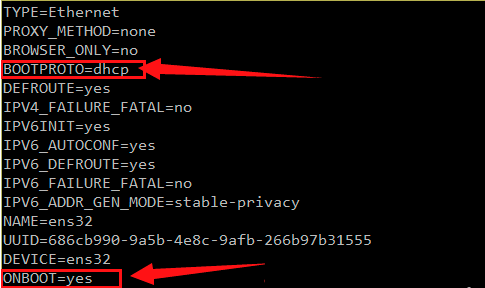 TYPE=Ethernet
PROXY_METHOD=none
BROWSER_ONLY=no
BOOTPROTO=dhcp
DEFROUTE=yes
IPV4_FAILURE_FATAL=no
IPV6INIT=yes
IPV6_AUTOCONF=yes
IPV6_DEFROUTE=yes
IPV6_FAILURE_FATAL=no
IPV6_ADDR_GEN_MODE=stable-privacy
NAME=ens32
UUID=686cb990-9a5b-4e8c-9afb-266b97b31555
DEVICE=ens32
ONBOOT=yes